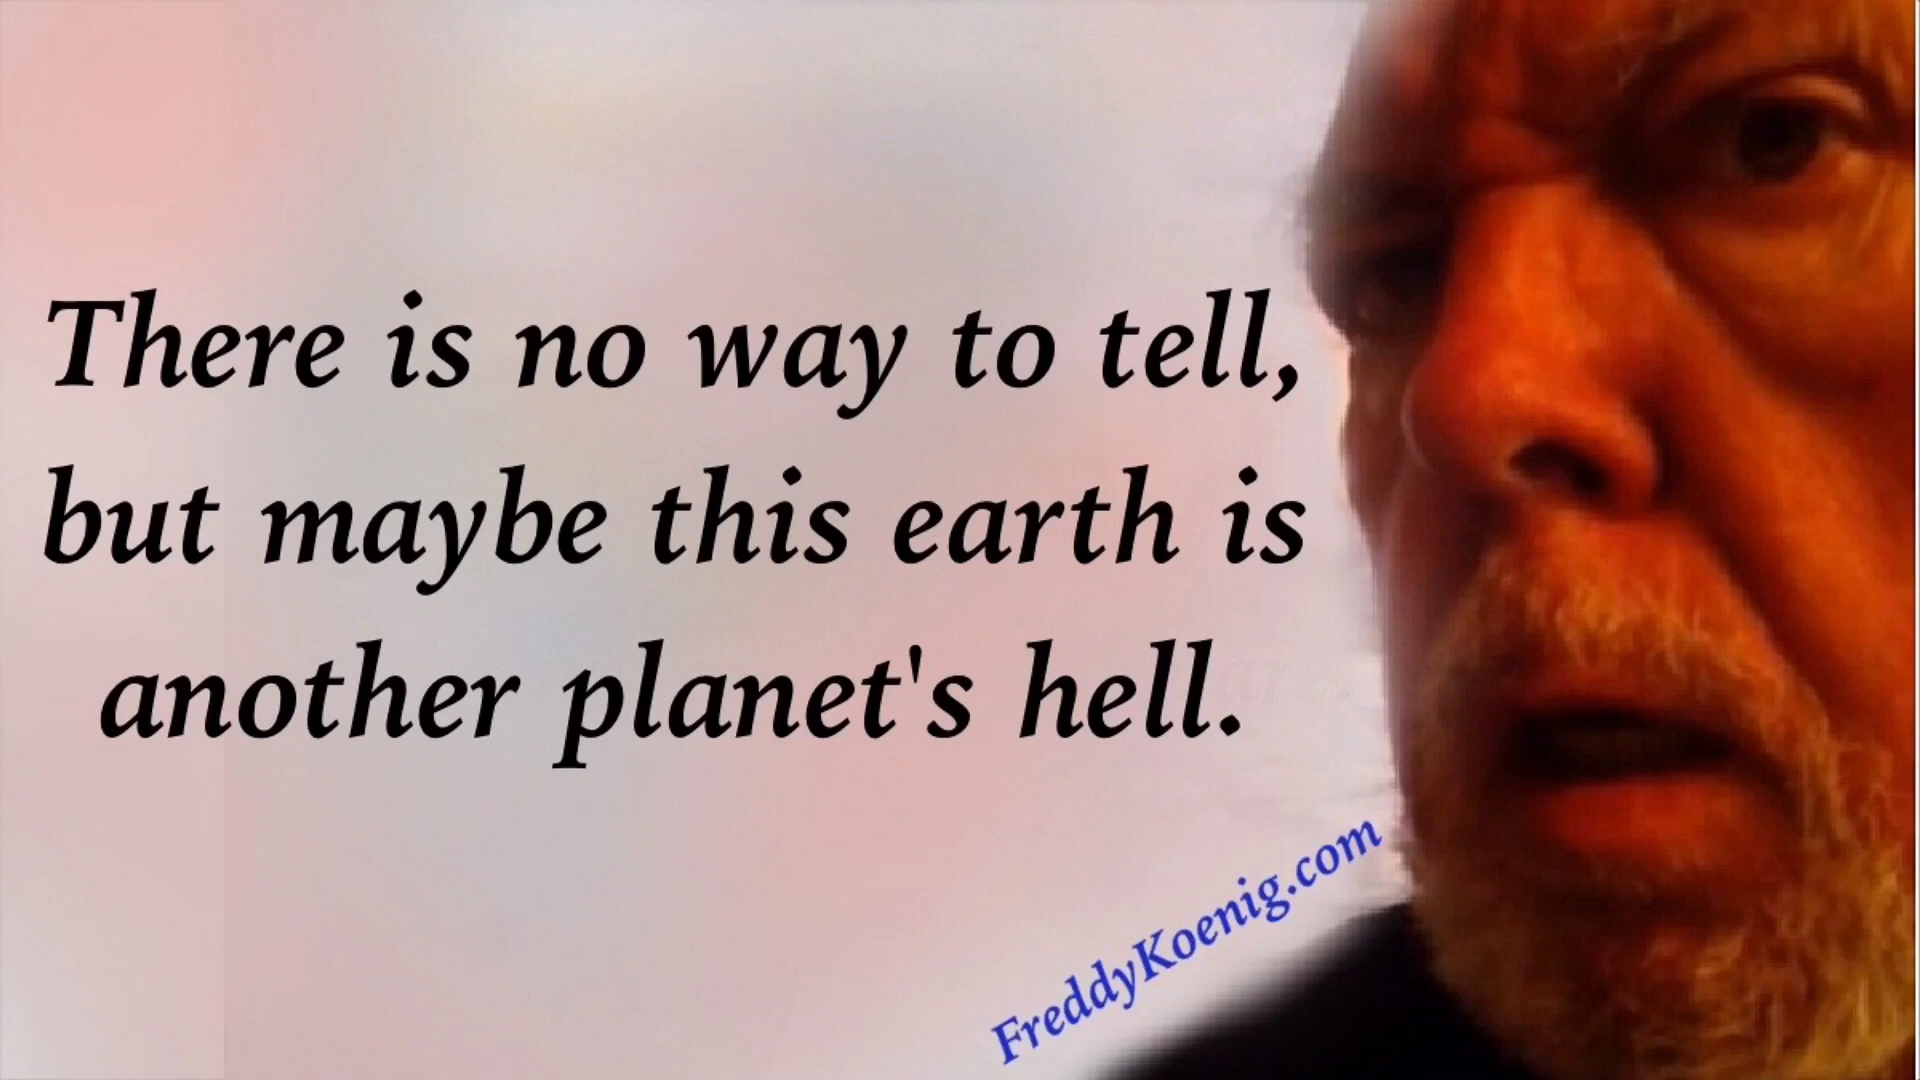 There is no way to tell,
but maybe this earth is
another planet's hell.
FreddyKoenig.com